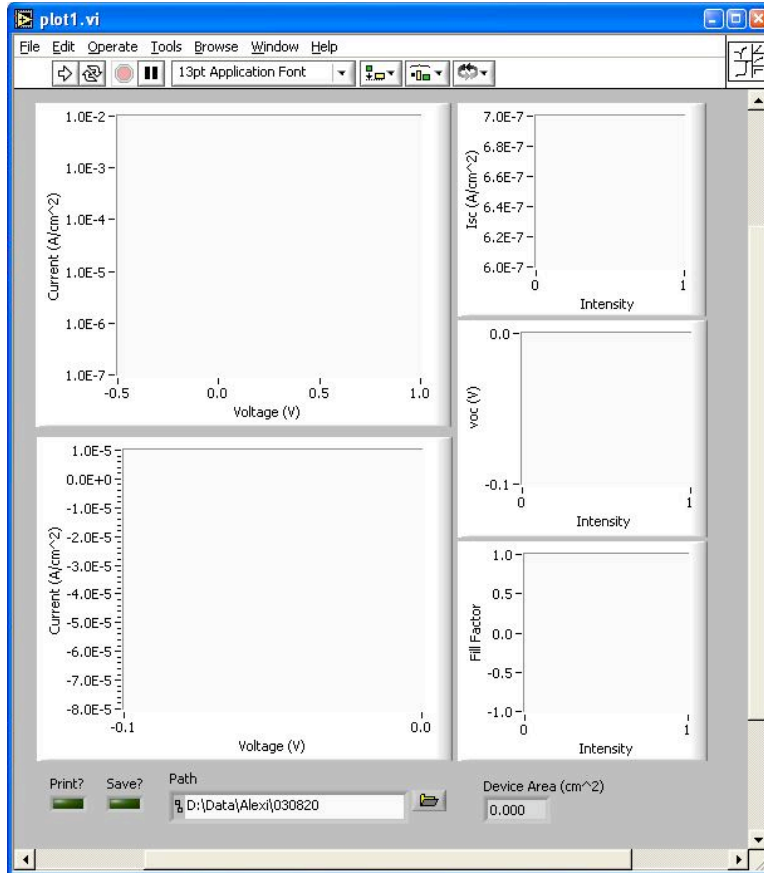 plot1.vi
File Edit Operate Tools Browse Window Help
13pt Application Font
1.0E-2
1.0E-3
1.0E-4
1.0E-5
1.0E-6
1.0E-7
Current (A/cm^2)
-0.5 0.0 0.5 1.0
Voltage (V)
7.0E-7
6.8E-7
6.6E-7
6.4E-7
6.2E-7
6.0E-7
Isc (A/cm^2)
0 1
Intensity
0.0
-0.1
voc (V)
0 1
Intensity
1.0E-5
0.0E+0
-1.0E-5
-2.0E-5
-3.0E-5
-4.0E-5
-5.0E-5
-6.0E-5
-7.0E-5
-8.0E-5
Current (A/cm^2)
-0.1 0.0
Voltage (V)
1.0
0.5
0.0
-0.5
-1.0
Fill Factor
0 1
Intensity
Print? Save? Path
D:\Data\Alexi\030820
Device Area (cm^2)
0.000